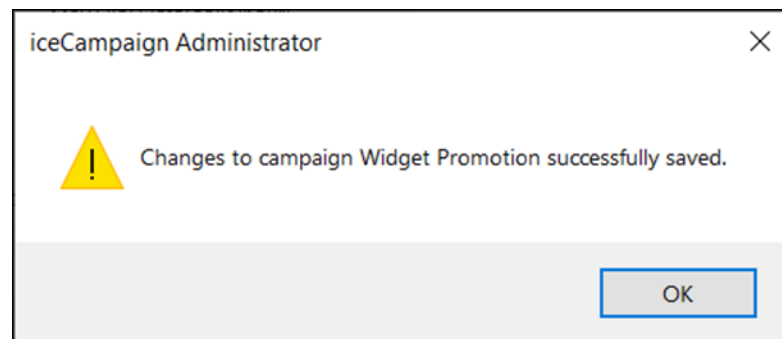 iceCampaign Administrator
Changes to campaign Widget Promotion successfully saved.
OK